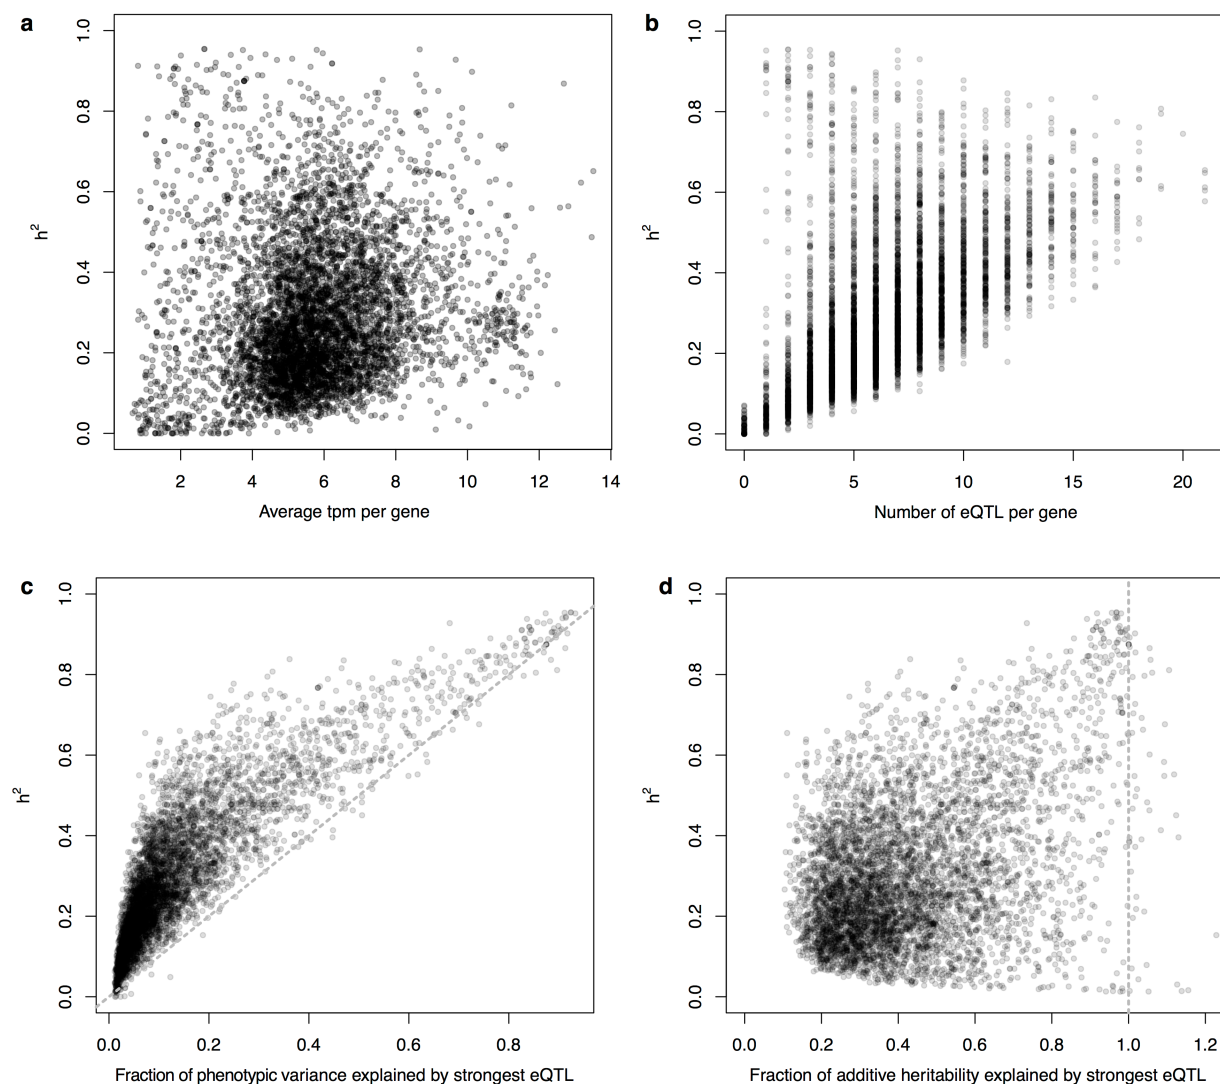 a
1.0
0.8
0.6
0.4
0.2
0.0
h²
2 4 6 8 10 12 14
Average tpm per gene
b
1.0
0.8
0.6
0.4
0.2
0.0
h²
0 5 10 15 20
Number of eQTL per gene
c
1.0
0.8
0.6
0.4
0.2
0.0
h²
0.0 0.2 0.4 0.6 0.8
Fraction of phenotypic variance explained by strongest eQTL
d
1.0
0.8
0.6
0.4
0.2
0.0
h²
0.0 0.2 0.4 0.6 0.8 1.0 1.2
Fraction of additive heritability explained by strongest eQTL